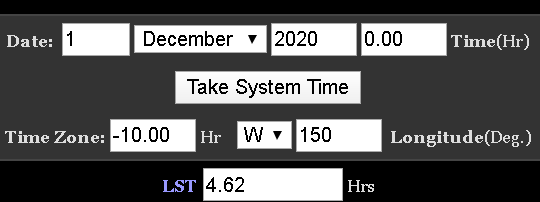 Date: 1 December 2020 0.00 Time(Hr)
Take System Time
Time Zone: -10.00 Hr W 150 Longitude(Deg.)
LST 4.62 Hrs